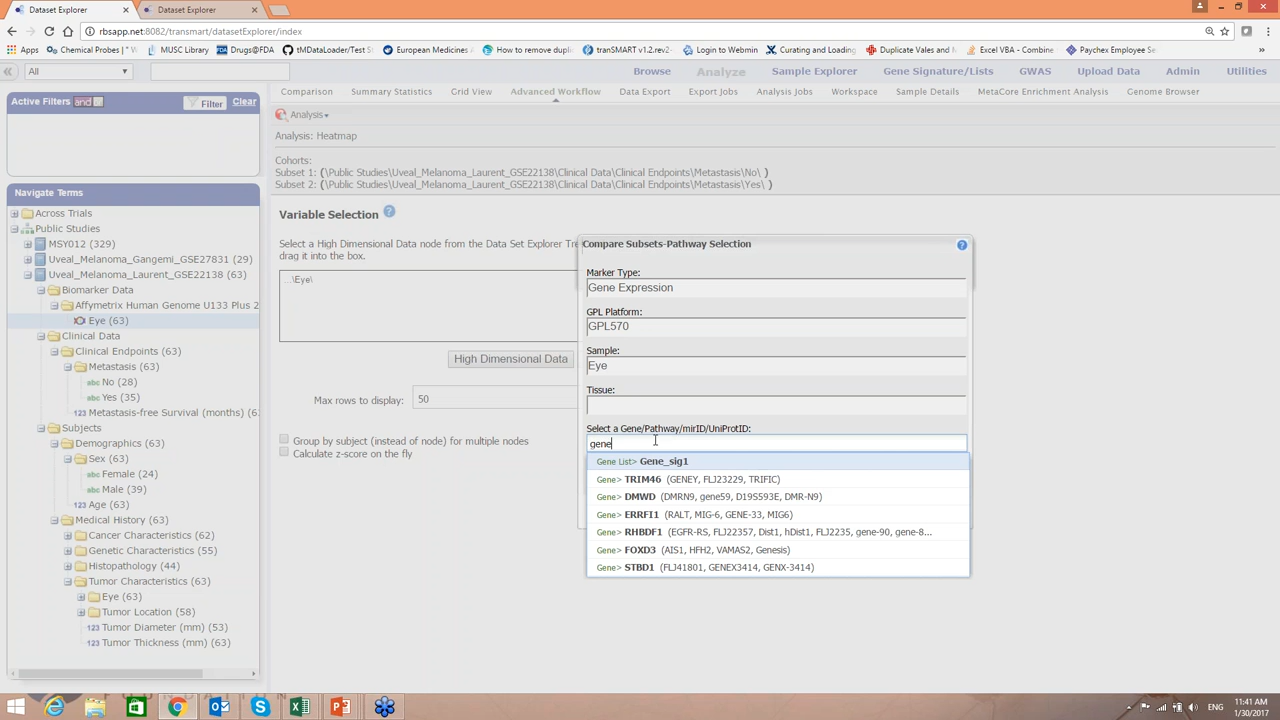 Dataset Explorer
Dataset Explorer
rbsapp.net:8082/transmart/datasetExplorer/index
Apps
Chemical Probes | "
MUSC Library
Drugs@FDA
tMDataLoader/Test St
European Medicines A
How to remove duplic
tranSMART v1.2.rev2-
Login to Webmin
Curating and Loading
Duplicate Vales and M
Excel VBA - Combine
Paychex Employee Se
All
Browse
Analyze
Sample Explorer
Gene Signature/Lists
GWAS
Upload Data
Admin
Utilities
Active Filters and
Filter
Clear
Comparison
Summary Statistics
Grid View
Advanced Workflow
Data Export
Export Jobs
Analysis Jobs
Workspace
Sample Details
MetaCore Enrichment Analysis
Genome Browser
Analysis
Analysis: Heatmap
Cohorts:
Subset 1: (\Public Studies\Uveal_Melanoma_Laurent_GSE22138\Clinical Data\Clinical Endpoints\Metastasis\No\ )
Subset 2: (\Public Studies\Uveal_Melanoma_Laurent_GSE22138\Clinical Data\Clinical Endpoints\Metastasis\Yes\ )
Navigate Terms
Across Trials
Public Studies
MSY012 (329)
Uveal_Melanoma_Gangemi_GSE27831 (29)
Uveal_Melanoma_Laurent_GSE22138 (63)
Biomarker Data
Affymetrix Human Genome U133 Plus 2
Eye (63)
Clinical Data
Clinical Endpoints (63)
Metastasis (63)
abc No (28)
abc Yes (35)
123 Metastasis-free Survival (months) (63
Subjects
Demographics (63)
Sex (63)
abc Female (24)
abc Male (39)
123 Age (63)
Medical History (63)
Cancer Characteristics (62)
Genetic Characteristics (55)
Histopathology (44)
Tumor Characteristics (63)
Eye (63)
Tumor Location (58)
123 Tumor Diameter (mm) (53)
123 Tumor Thickness (mm) (63)
Variable Selection
Select a High Dimensional Data node from the Data Set Explorer Tre
drag it into the box.
...\Eye\
High Dimensional Data
Max rows to display:
50
Group by subject (instead of node) for multiple nodes
Calculate z-score on the fly
Compare Subsets-Pathway Selection
Marker Type:
Gene Expression
GPL Platform:
GPL570
Sample:
Eye
Tissue:
Select a Gene/Pathway/mirID/UniProtID:
gene
Gene List> Gene_sig1
Gene> TRIM46 (GENEY, FLJ23229, TRIFIC)
Gene> DMWD (DMRN9, gene59, D19S593E, DMR-N9)
Gene> ERRFI1 (RALT, MIG-6, GENE-33, MIG6)
Gene> RHBDF1 (EGFR-RS, FLJ22357, Dist1, hDist1, FLJ2235, gene-90, gene-8...
Gene> FOXD3 (AIS1, HFH2, VAMAS2, Genesis)
Gene> STBD1 (FLJ41801, GENEX3414, GENX-3414)
ENG
11:41 AM
1/30/2017